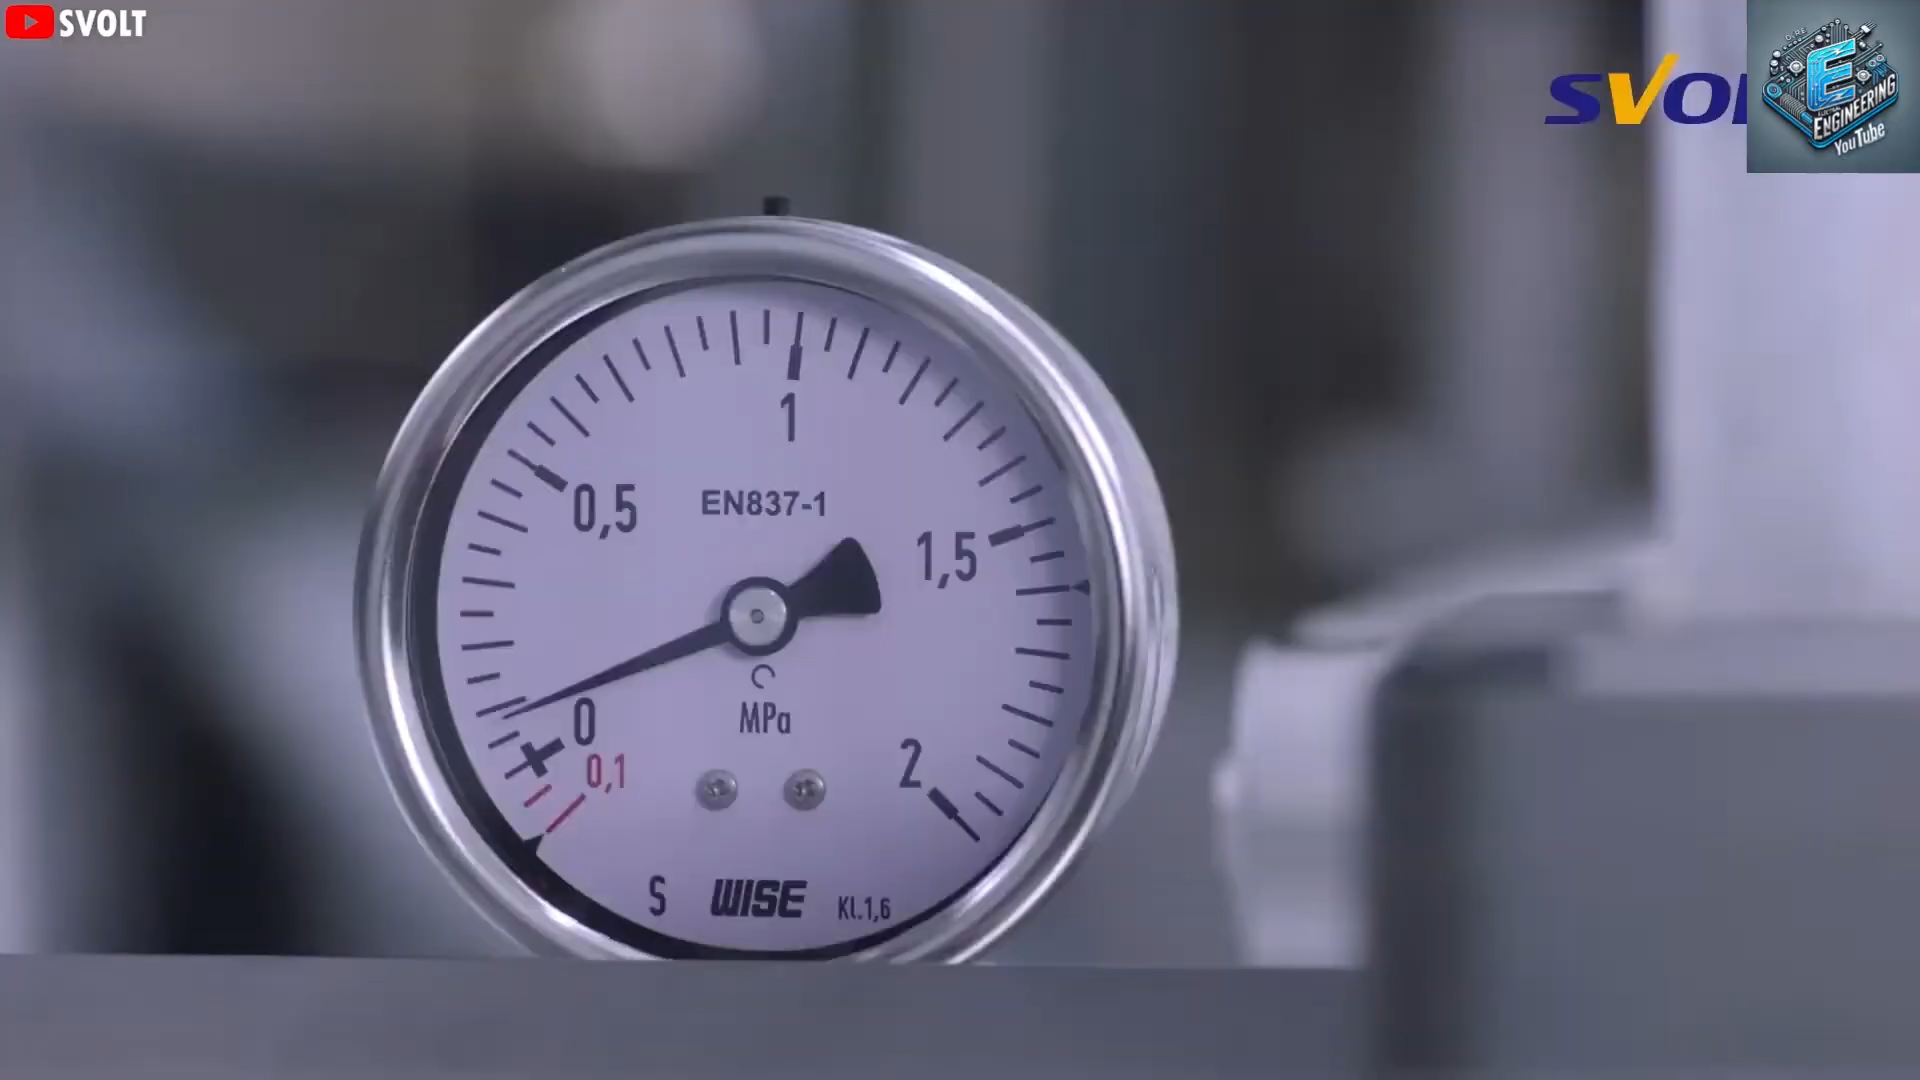 SVOLT
SVOL
E
ENGINEERING
YouTube
1
0,5
EN837-1
1,5
0
MPa
0,1
2
S WISE KL.1,6